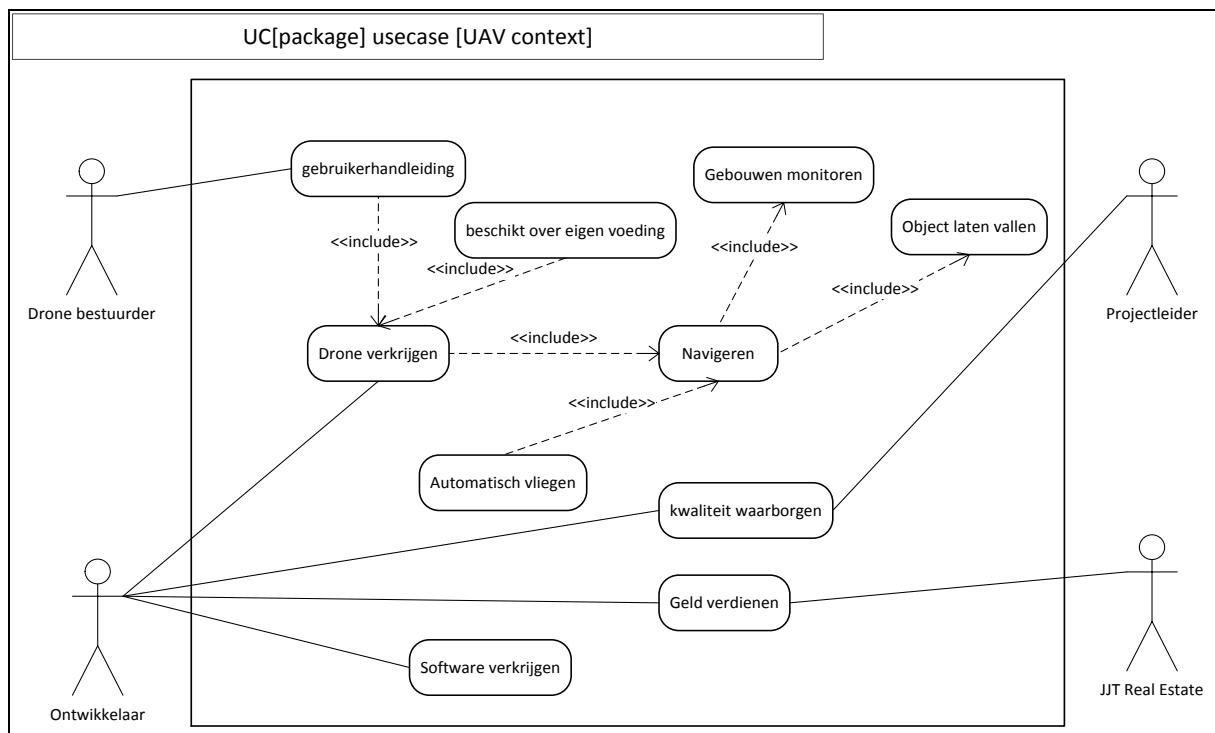 UC[package] usecase [UAV context]
gebruikerhandleiding
Gebouwen monitoren
<<include>>
beschikt over eigen voeding
<<include>>
Object laten vallen
<<include>>
<<include>>
Drone bestuurder
Projectleider
Drone verkrijgen
<<include>>
Navigeren
<<include>>
Automatisch vliegen
kwaliteit waarborgen
Geld verdienen
Software verkrijgen
Ontwikkelaar
JJT Real Estate